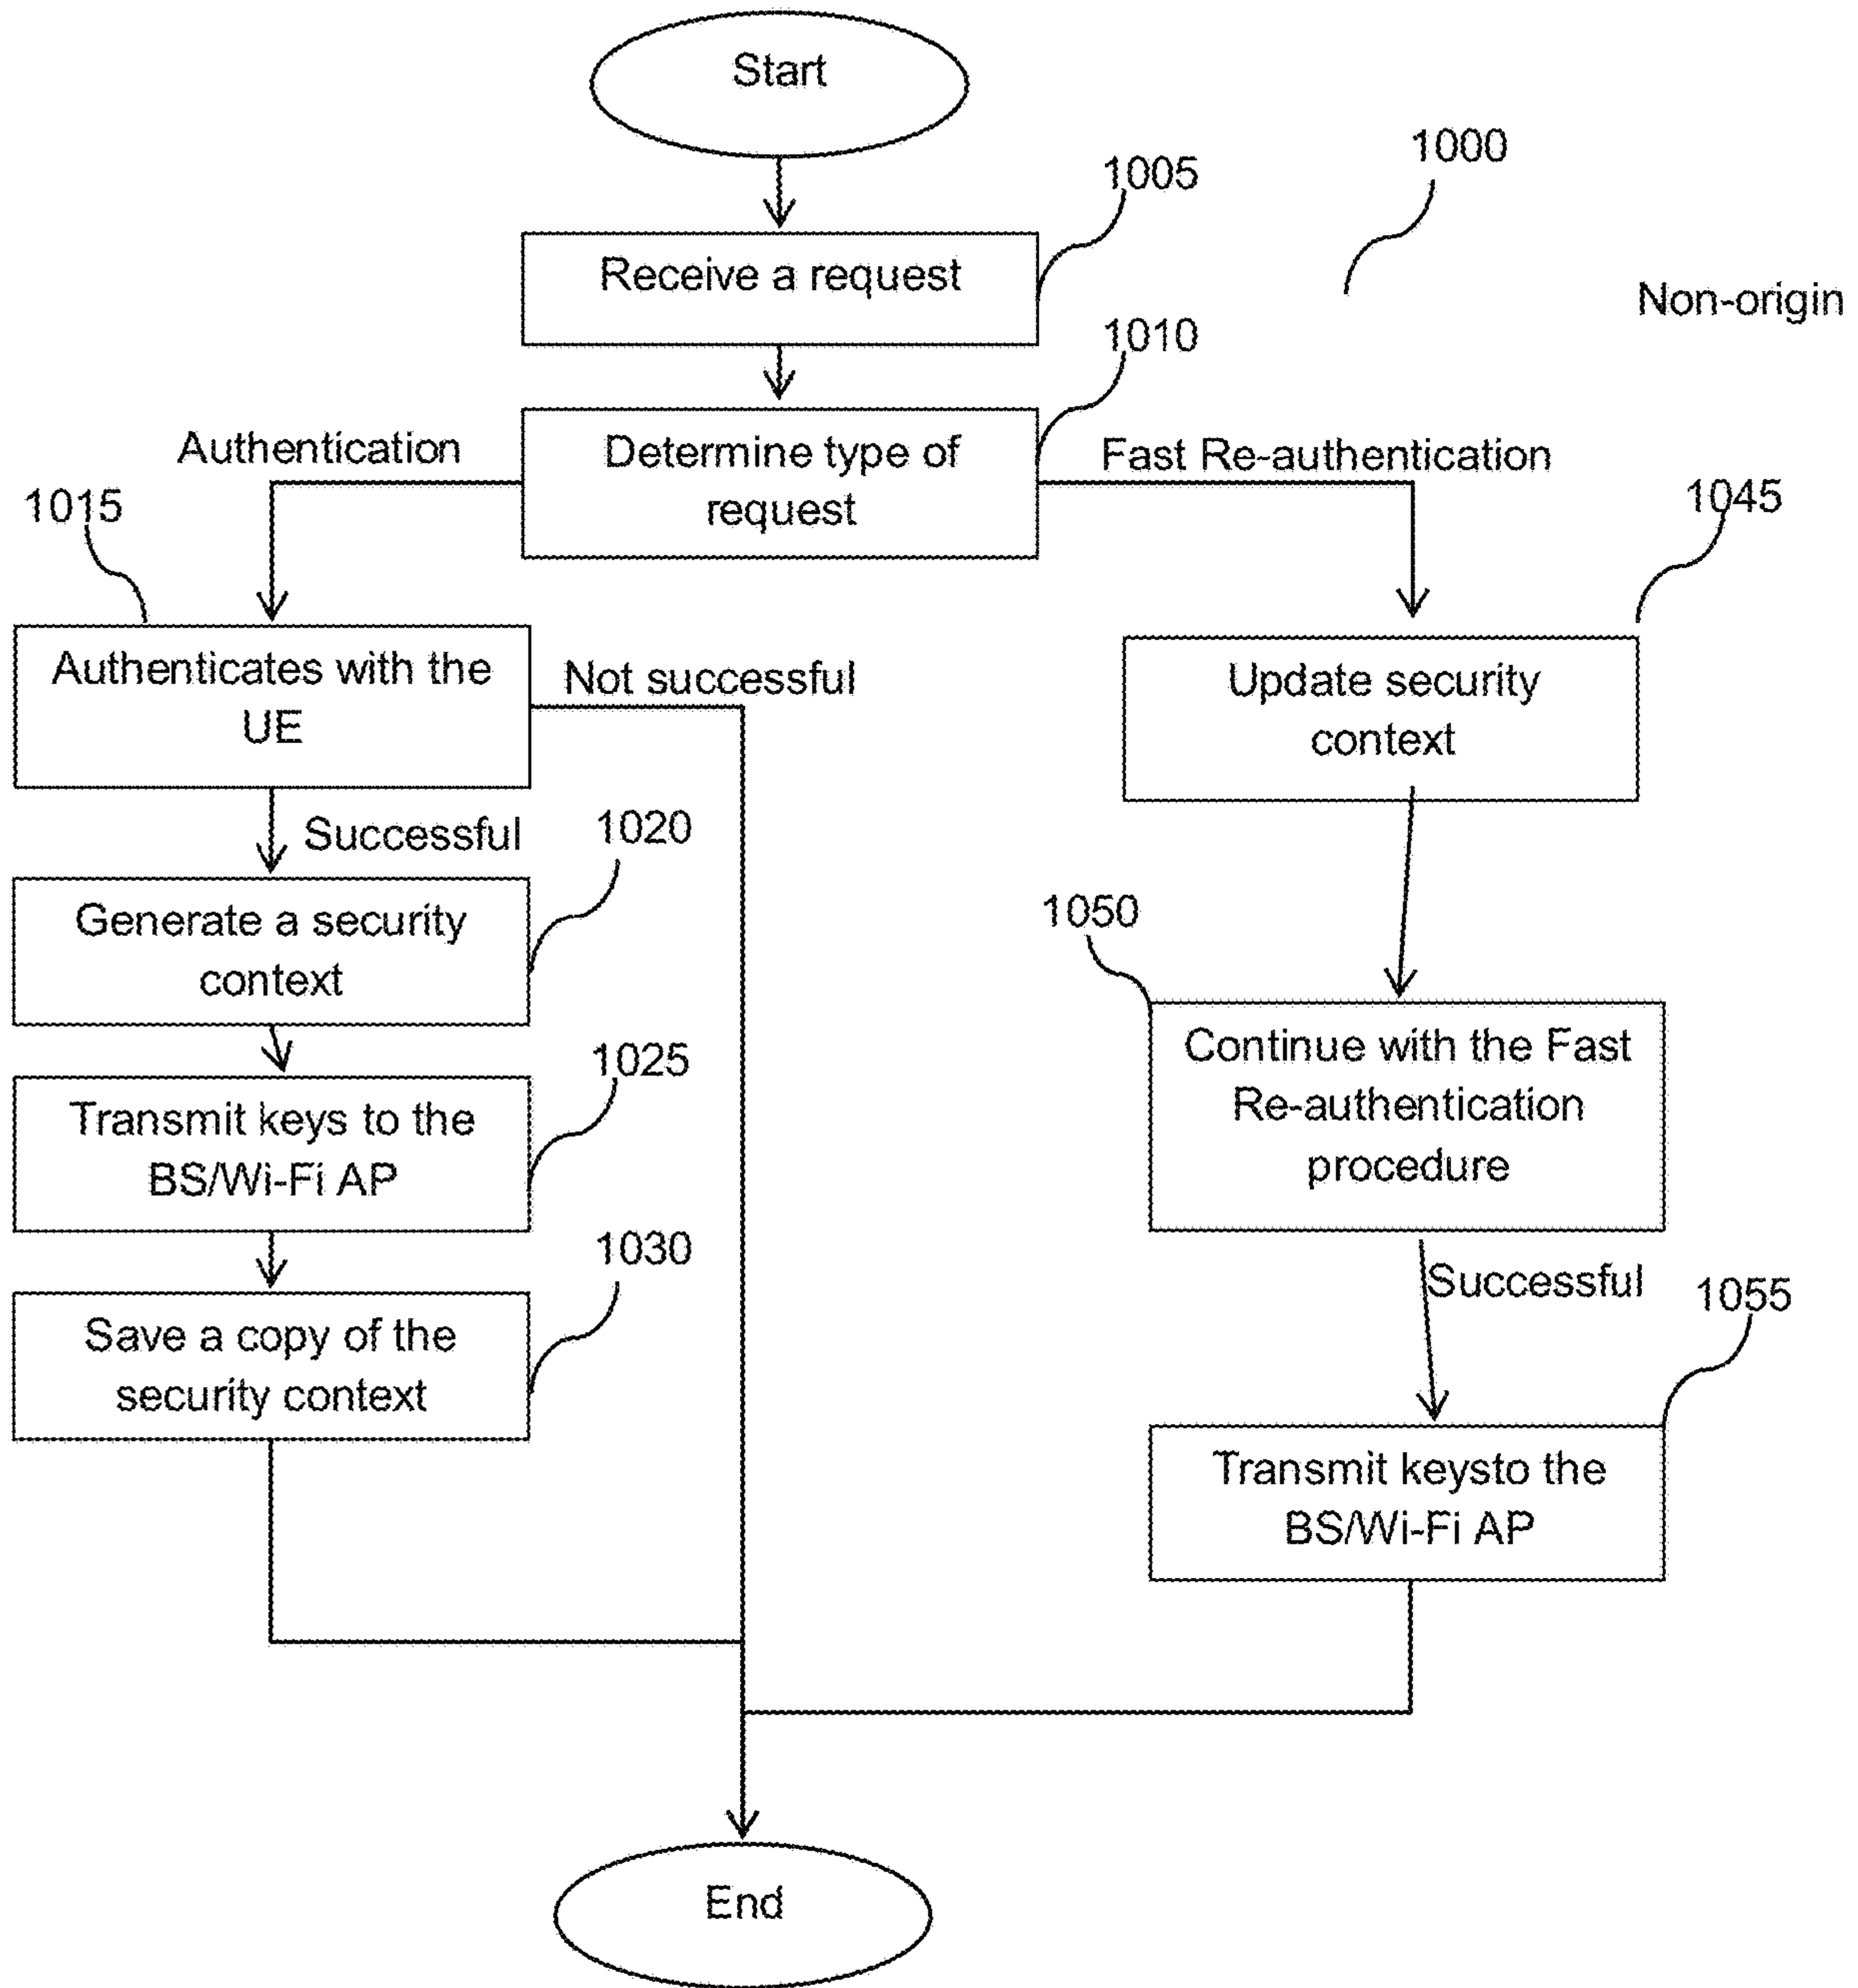 Start
1000
1005
Receive a request
Non-origin
1010
Determine type of
request
Authentication
Fast Re-authentication
1015
1045
Authenticates with the
UE
Not successful
Update security
context
Successful
1020
Generate a security
context
1050
Continue with the Fast
Re-authentication
procedure
1025
Transmit keys to the
BS/Wi-Fi AP
1030
Successful
1055
Save a copy of the
security context
Transmit keysto the
BS/Wi-Fi AP
End